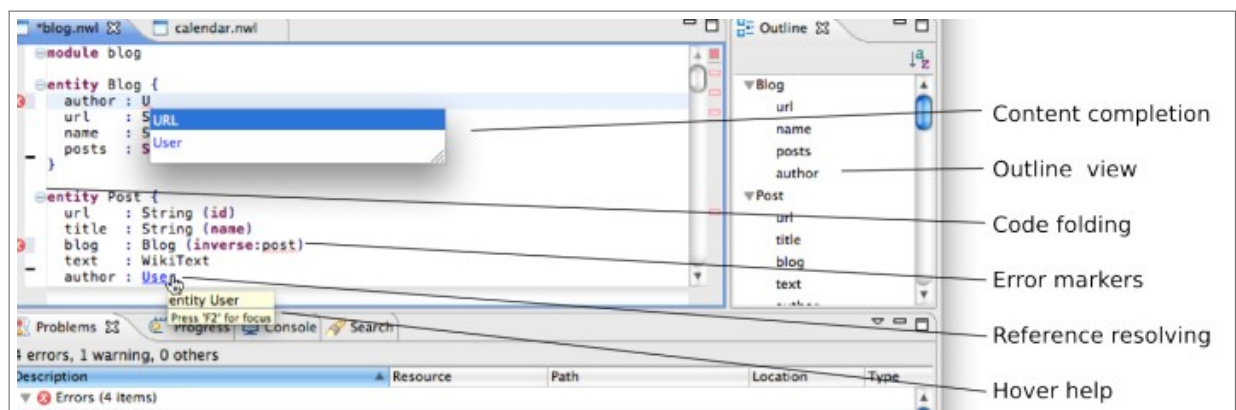 *blog.nwl calendar.nwl
module blog
entity Blog {
author : U
url : S
name : S
posts : S
}
URL
User
entity Post {
url : String (id)
title : String (name)
blog : Blog (inverse:post)
text : WikiText
author : User
entity User
Press 'F2' for focus
Outline
Blog
url
name
posts
author
Post
url
title
blog
text
author
Content completion
Outline view
Code folding
Error markers
Reference resolving
Hover help
Problems Progress Console Search
4 errors, 1 warning, 0 others
Description Resource Path Location Type
Errors (4 items)